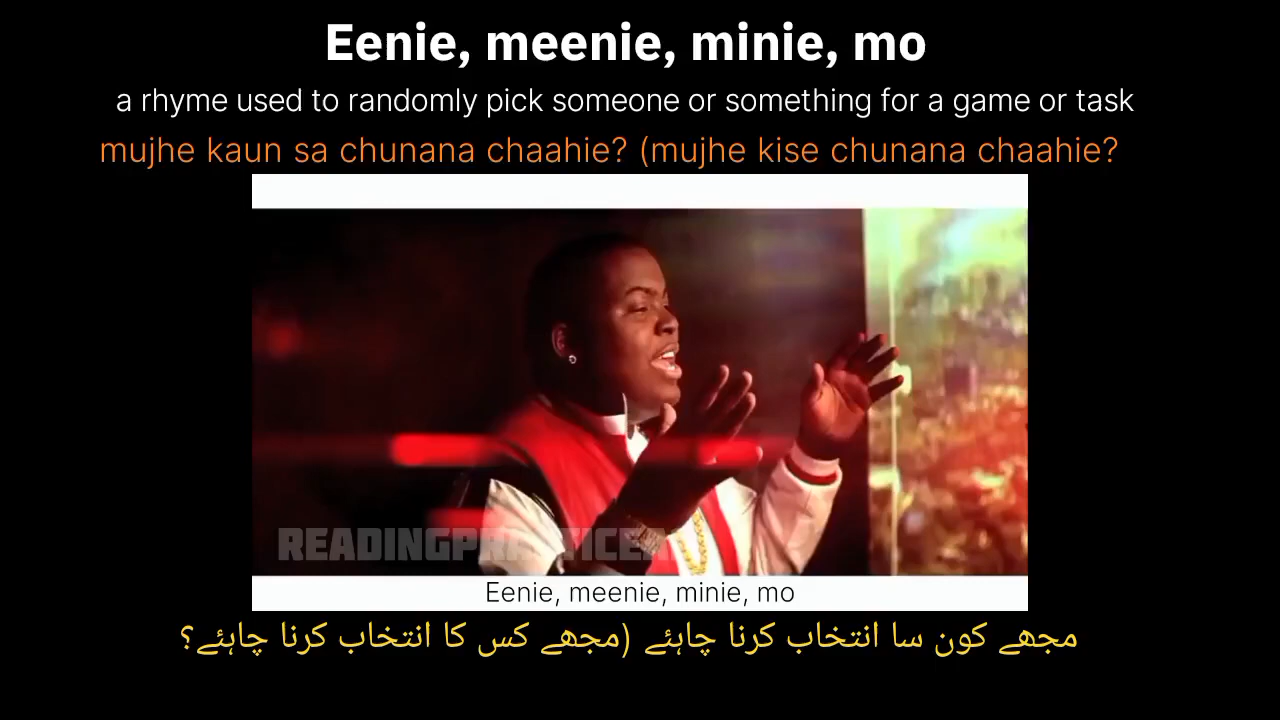 Eenie, meenie, minie, mo
a rhyme used to randomly pick someone or something for a game or task
mujhe kaun sa chunana chaahie? (mujhe kise chunana chaahie?
Eenie, meenie, minie, mo
مجھے کون سا انتخاب کرنا چاہئے (مجھے کس کا انتخاب کرنا چاہئے؟